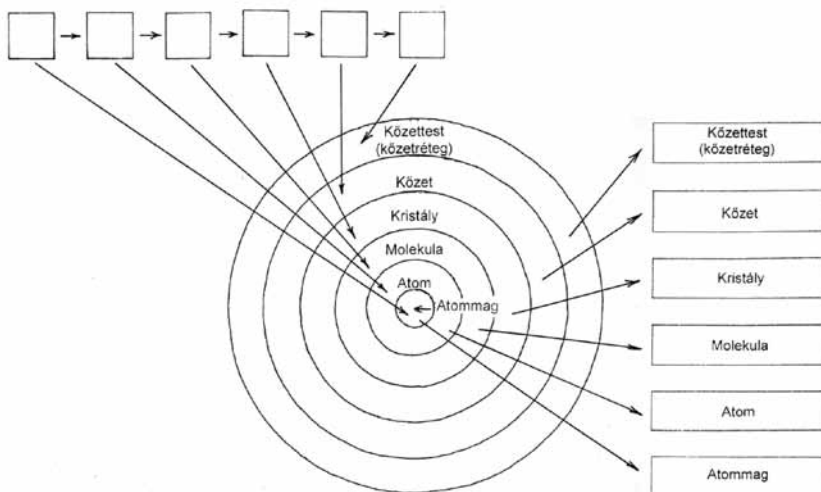 Kőzettest
(kőzetréteg)
Kőzet
Kristály
Molekula
Atom
Atommag
Kőzettest
(kőzetréteg)
Kőzet
Kristály
Molekula
Atom
Atommag